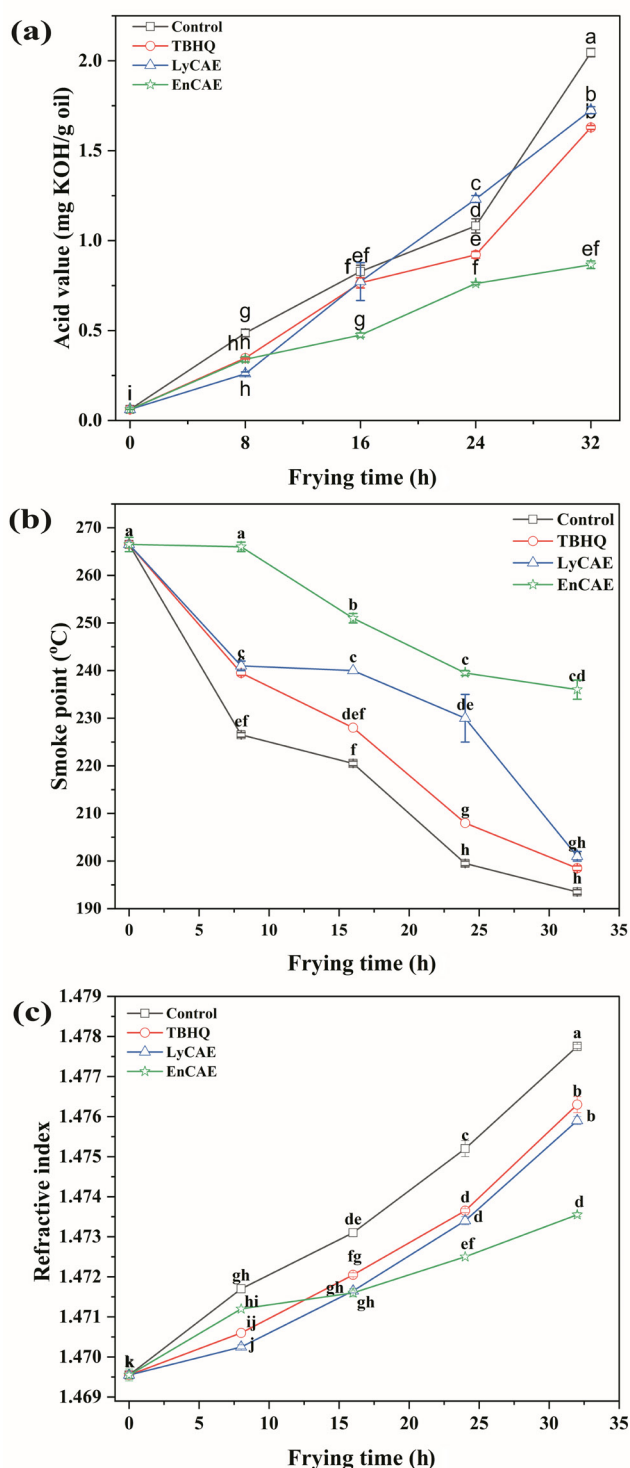 (a)
Control
TBHQ
LyCAE
EnCAE
Acid value (mg KOH/g oil)
2.0
1.5
1.0
0.5
0.0
i
g
hh
h
f ef
g
c
d
e
f
a
b
b
ef
0 8 16 24 32
Frying time (h)
(b)
Control
TBHQ
LyCAE
EnCAE
Smoke point (°C)
270
260
250
240
230
220
210
200
190
a
a
c
ef
b
c
def
f
c
de
g
h
cd
gh
h
0 5 10 15 20 25 30 35
Frying time (h)
(c)
Control
TBHQ
LyCAE
EnCAE
Refractive index
1.479
1.478
1.477
1.476
1.475
1.474
1.473
1.472
1.471
1.470
1.469
k
gh
hi
ij
j
de
fg
gh
gh
c
d
d
ef
a
b
b
d
0 5 10 15 20 25 30 35
Frying time (h)